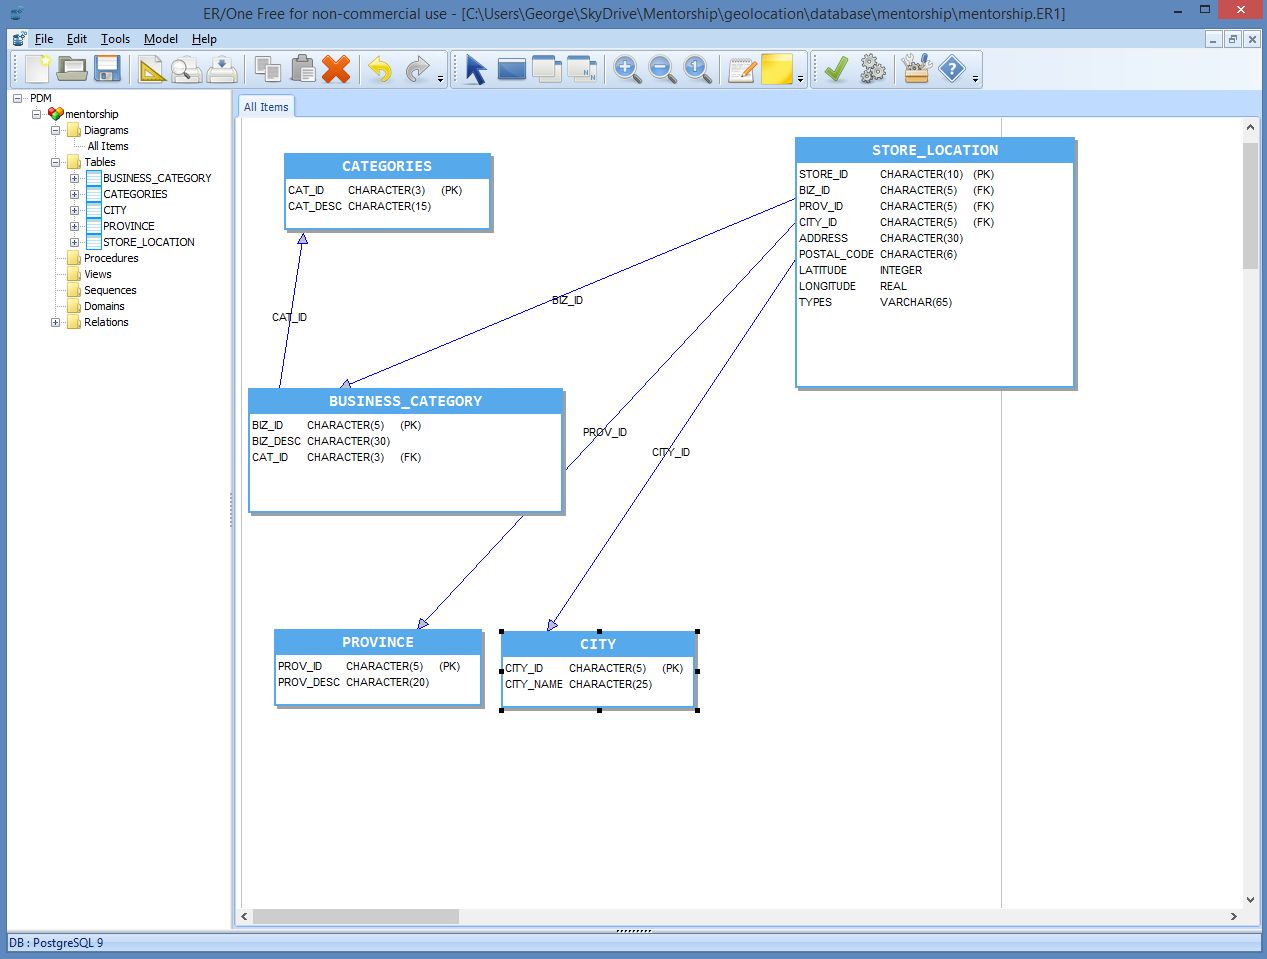 ER/One Free for non-commercial use - [C:\Users\George\SkyDrive\Mentorship\geolocation\database\mentorship\mentorship.ER1]
File Edit Tools Model Help
PDM
mentorship
Diagrams
All Items
Tables
BUSINESS_CATEGORY
CATEGORIES
CITY
PROVINCE
STORE_LOCATION
Procedures
Views
Sequences
Domains
Relations
All Items
CATEGORIES
CAT_ID CHARACTER(3) (PK)
CAT_DESC CHARACTER(15)
STORE_LOCATION
STORE_ID CHARACTER(10) (PK)
BIZ_ID CHARACTER(5) (FK)
PROV_ID CHARACTER(5) (FK)
CITY_ID CHARACTER(5) (FK)
ADDRESS CHARACTER(30)
POSTAL_CODE CHARACTER(6)
LATITUDE INTEGER
LONGITUDE REAL
TYPES VARCHAR(65)
BIZ_ID
CAT_ID
BUSINESS_CATEGORY
BIZ_ID CHARACTER(5) (PK)
BIZ_DESC CHARACTER(30)
CAT_ID CHARACTER(3) (FK)
PROV_ID
CITY_ID
PROVINCE
PROV_ID CHARACTER(5) (PK)
PROV_DESC CHARACTER(20)
CITY
CITY_ID CHARACTER(5) (PK)
CITY_NAME CHARACTER(25)
DB : PostgreSQL 9